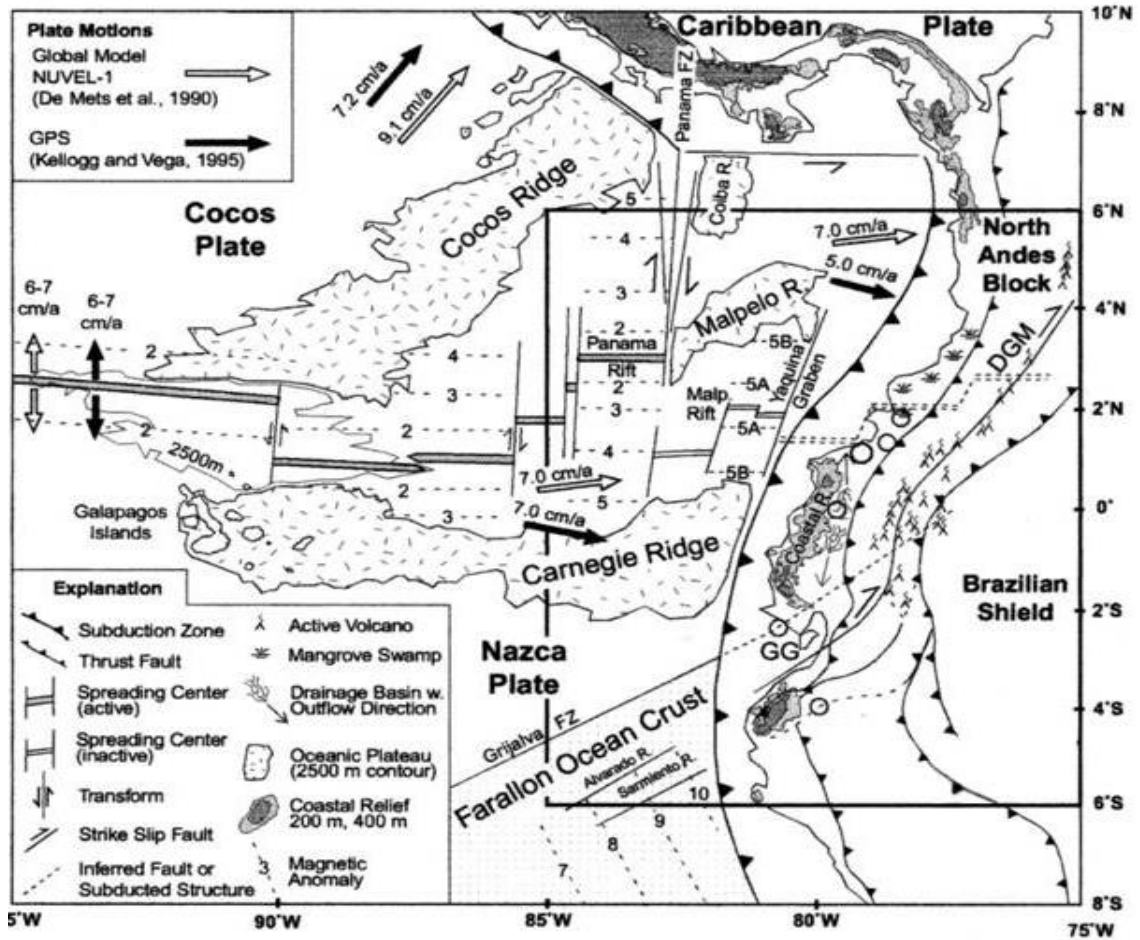 Plate Motions
Global Model
NUVEL-1
(De Mets et al., 1990)
GPS
(Kellogg and Vega, 1995)
7.2 cm/a
9.1 cm/a
Caribbean Plate
Panama FZ
10°N
8°N
6°N
4°N
2°N
0°
2°S
4°S
6°S
8°S
Cocos
Plate
Cocos Ridge
Coiba R.
5
4
3
2
7.0 cm/a
5.0 cm/a
North
Andes
Block
Malpelo R.
DGM
6-7
cm/a
6-7
cm/a
2
2
4
3
2
Panama
Rift
2
3
4
5
5B
5A
5A
5B
Malp.
Rift
Yaquina
Graben
2500m
7.0 cm/a
7.0 cm/a
2
3
Galapagos
Islands
Carnegie Ridge
Coastal R.
Brazilian
Shield
GG
Nazca
Plate
Grijalva FZ
Farallon Ocean Crust
Alvarado R.
Sarmiento R.
10
9
8
7
Explanation
Subduction Zone
Thrust Fault
Spreading Center
(active)
Spreading Center
(inactive)
Transform
Strike Slip Fault
Inferred Fault or
Subducted Structure
Active Volcano
Mangrove Swamp
Drainage Basin w.
Outflow Direction
Oceanic Plateau
(2500 m contour)
Coastal Relief
200 m, 400 m
3
Magnetic
Anomaly
5°W
90°W
85°W
80°W
75°W